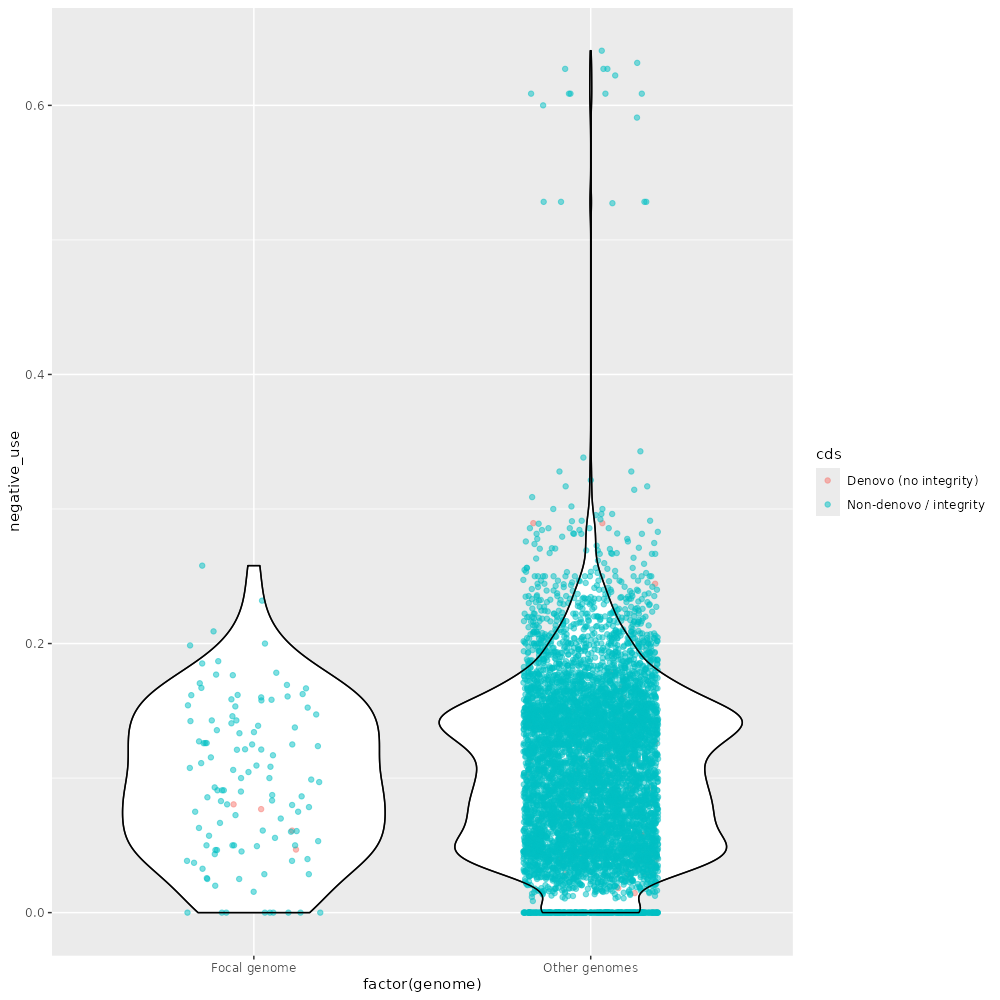 0.6
0.4
0.2
0.0
negative_use
Focal genome
Other genomes
factor(genome)
cds
Denovo (no integrity)
Non-denovo / integrity